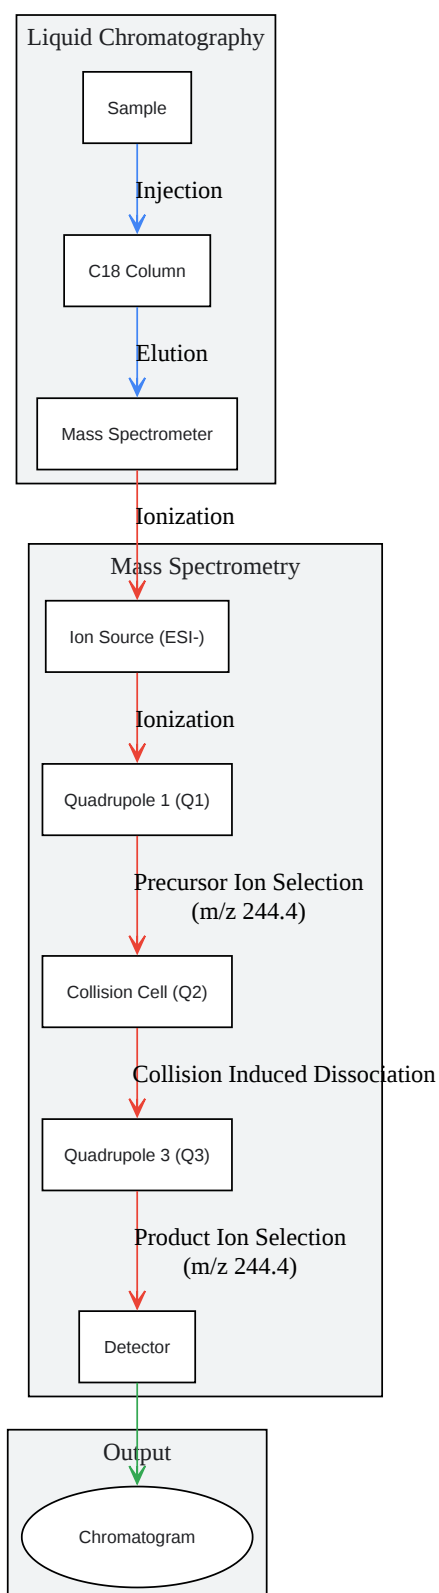 Liquid Chromatography
Sample
Injection
C18 Column
Elution
Mass Spectrometer
Ionization
Mass Spectrometry
Ion Source (ESI-)
Ionization
Quadrupole 1 (Q1)
Precursor Ion Selection
(m/z 244.4)
Collision Cell (Q2)
Collision Induced Dissociation
Quadrupole 3 (Q3)
Product Ion Selection
(m/z 244.4)
Detector
Output
Chromatogram